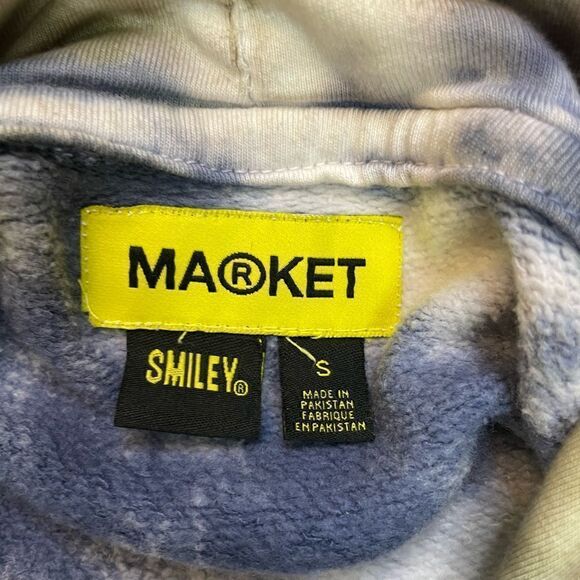 MA®KET
SMILEY®
S
MADE IN
PAKISTAN
FABRIQUE
EN PAKISTAN